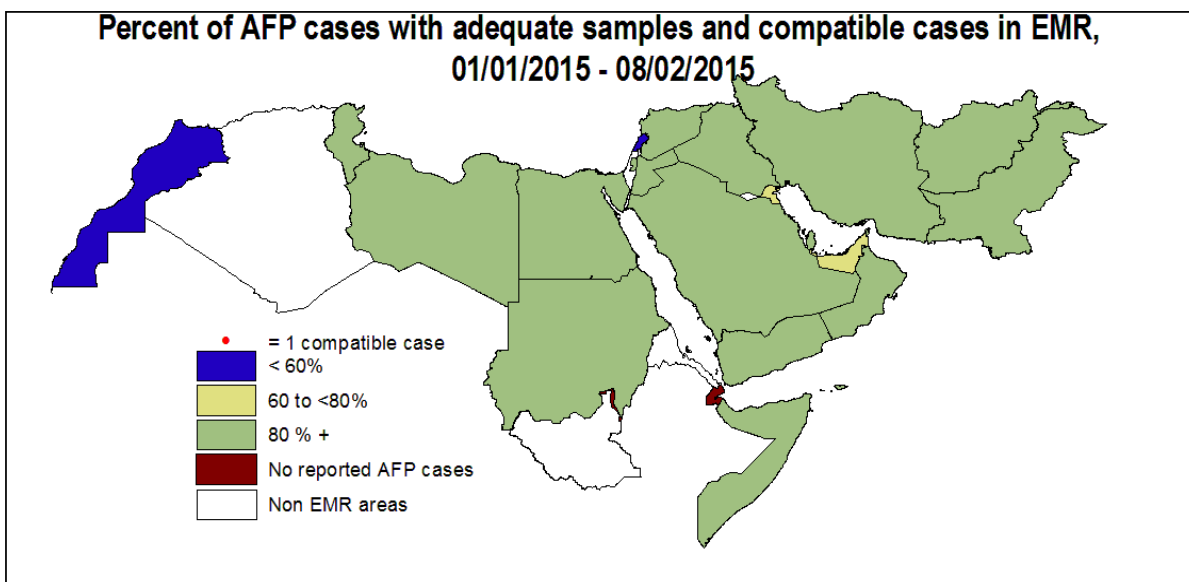 Percent of AFP cases with adequate samples and compatible cases in EMR,
01/01/2015 - 08/02/2015
= 1 compatible case
< 60%
60 to <80%
80 % +
No reported AFP cases
Non EMR areas